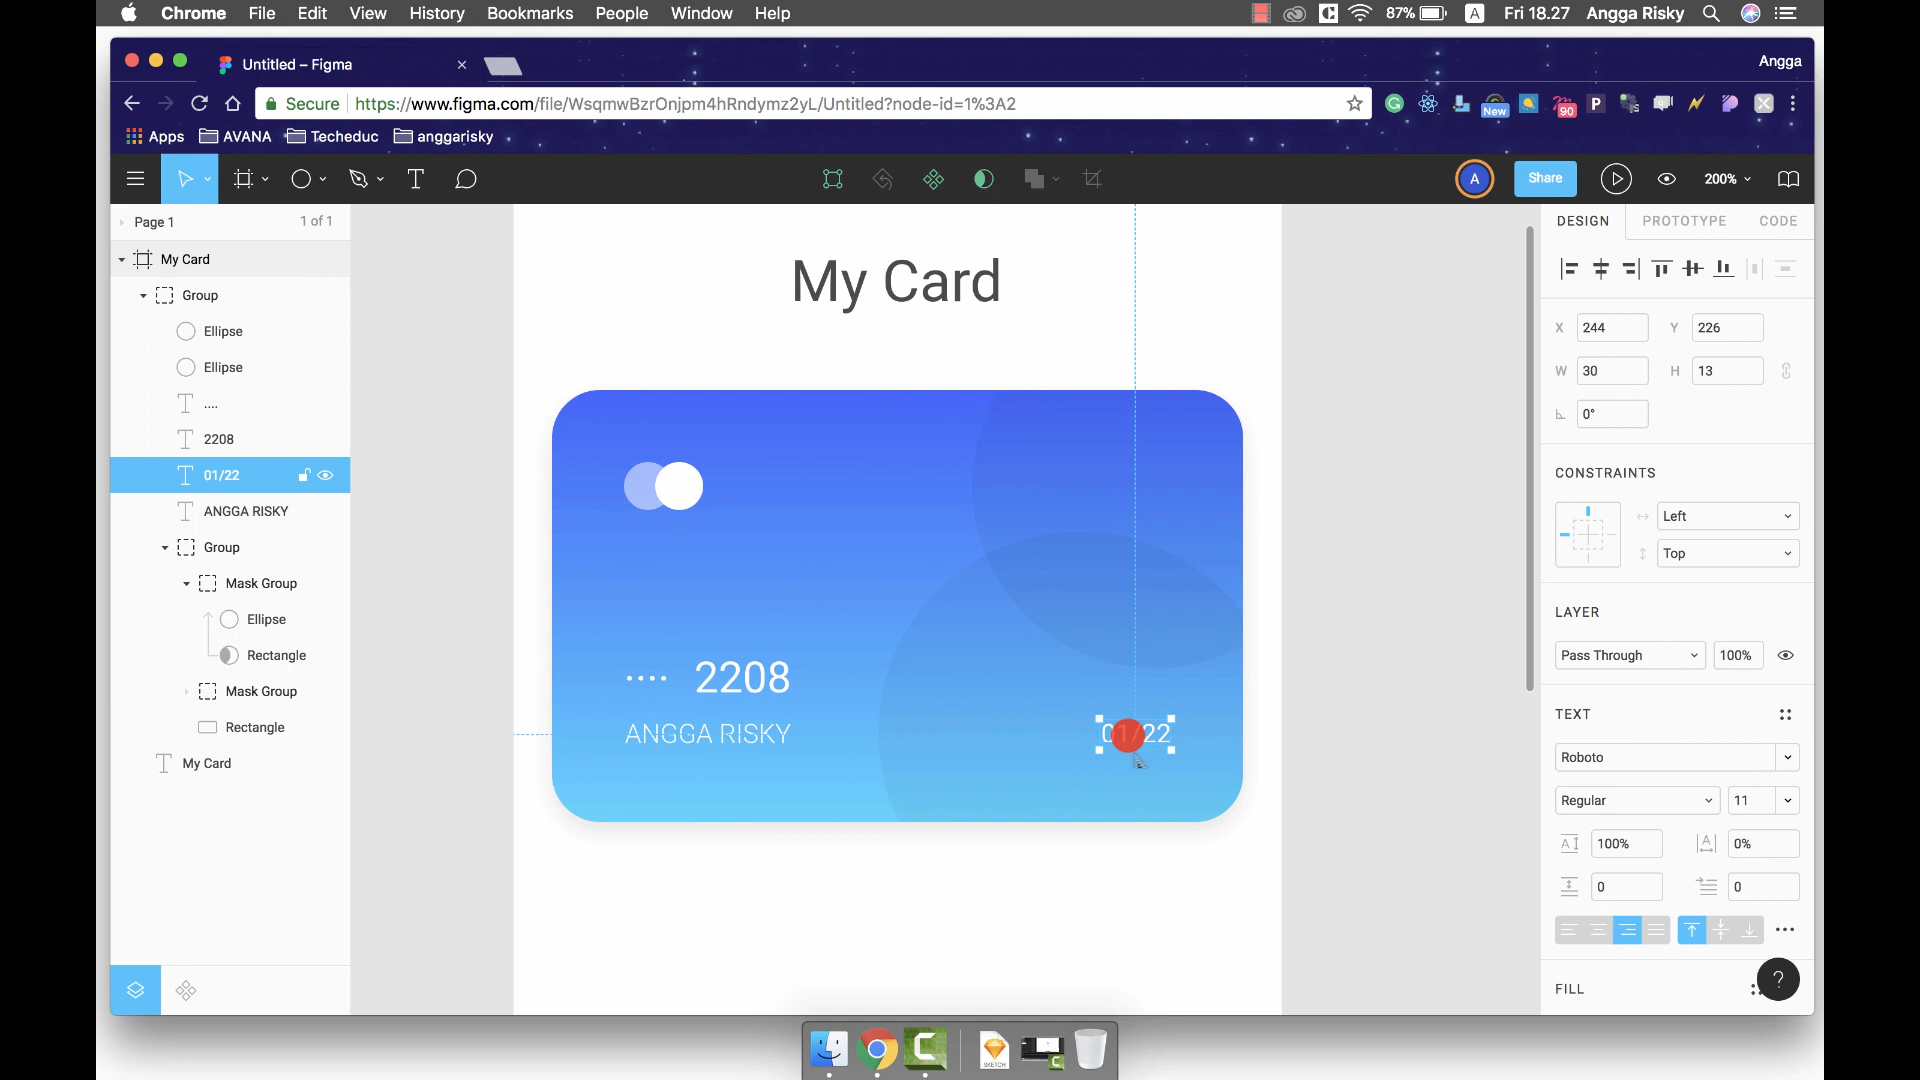 Chrome File Edit View History Bookmarks People Window Help 87% A Fri 18.27 Angga Risky
Untitled – Figma Angga
Secure https://www.figma.com/file/WsqmwBzrOnjpm4hRndymz2yL/Untitled?node-id=1%3A2 New 90 P
Apps AVANA Techeduc anggarisky
A Share 200%
Page 1 1 of 1 DESIGN PROTOTYPE CODE
My Card
Group
Ellipse
Ellipse
....
2208
01/22
ANGGA RISKY
Group
Mask Group
Ellipse
Rectangle
Mask Group
Rectangle
My Card
My Card
.... 2208
ANGGA RISKY 01/22
X 244 Y 226
W 30 H 13
0°
CONSTRAINTS
Left
Top
LAYER
Pass Through 100%
TEXT
Roboto
Regular 11
100% 0%
0 0
FILL ?
SKETCH